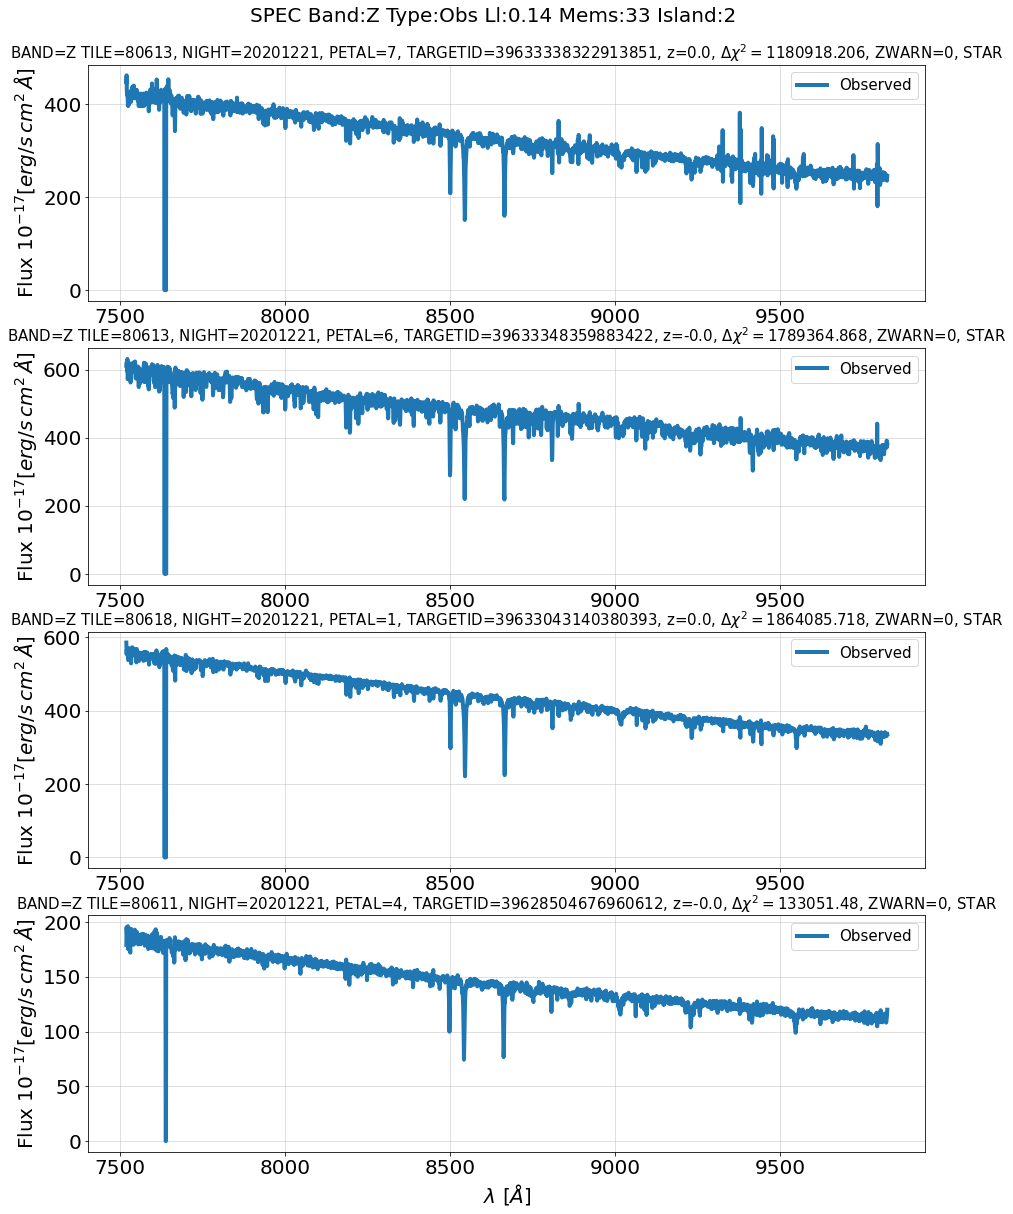 SPEC Band:Z Type:Obs Ll:0.14 Mems:33 Island:2
BAND=Z TILE=80613, NIGHT=20201221, PETAL=7, TARGETID=39633338322913851, z=0.0, Δχ²=1180918.206, ZWARN=0, STAR
Observed
400
200
0
Flux 10⁻¹⁷[erg/s cm² Å]
7500 8000 8500 9000 9500
BAND=Z TILE=80613, NIGHT=20201221, PETAL=6, TARGETID=39633348359883422, z=-0.0, Δχ²=1789364.868, ZWARN=0, STAR
Observed
600
400
200
0
Flux 10⁻¹⁷[erg/s cm² Å]
7500 8000 8500 9000 9500
BAND=Z TILE=80618, NIGHT=20201221, PETAL=1, TARGETID=39633043140380393, z=0.0, Δχ²=1864085.718, ZWARN=0, STAR
Observed
600
400
200
0
Flux 10⁻¹⁷[erg/s cm² Å]
7500 8000 8500 9000 9500
BAND=Z TILE=80611, NIGHT=20201221, PETAL=4, TARGETID=39628504676960612, z=-0.0, Δχ²=133051.48, ZWARN=0, STAR
Observed
200
150
100
50
0
Flux 10⁻¹⁷[erg/s cm² Å]
7500 8000 8500 9000 9500
λ [Å]